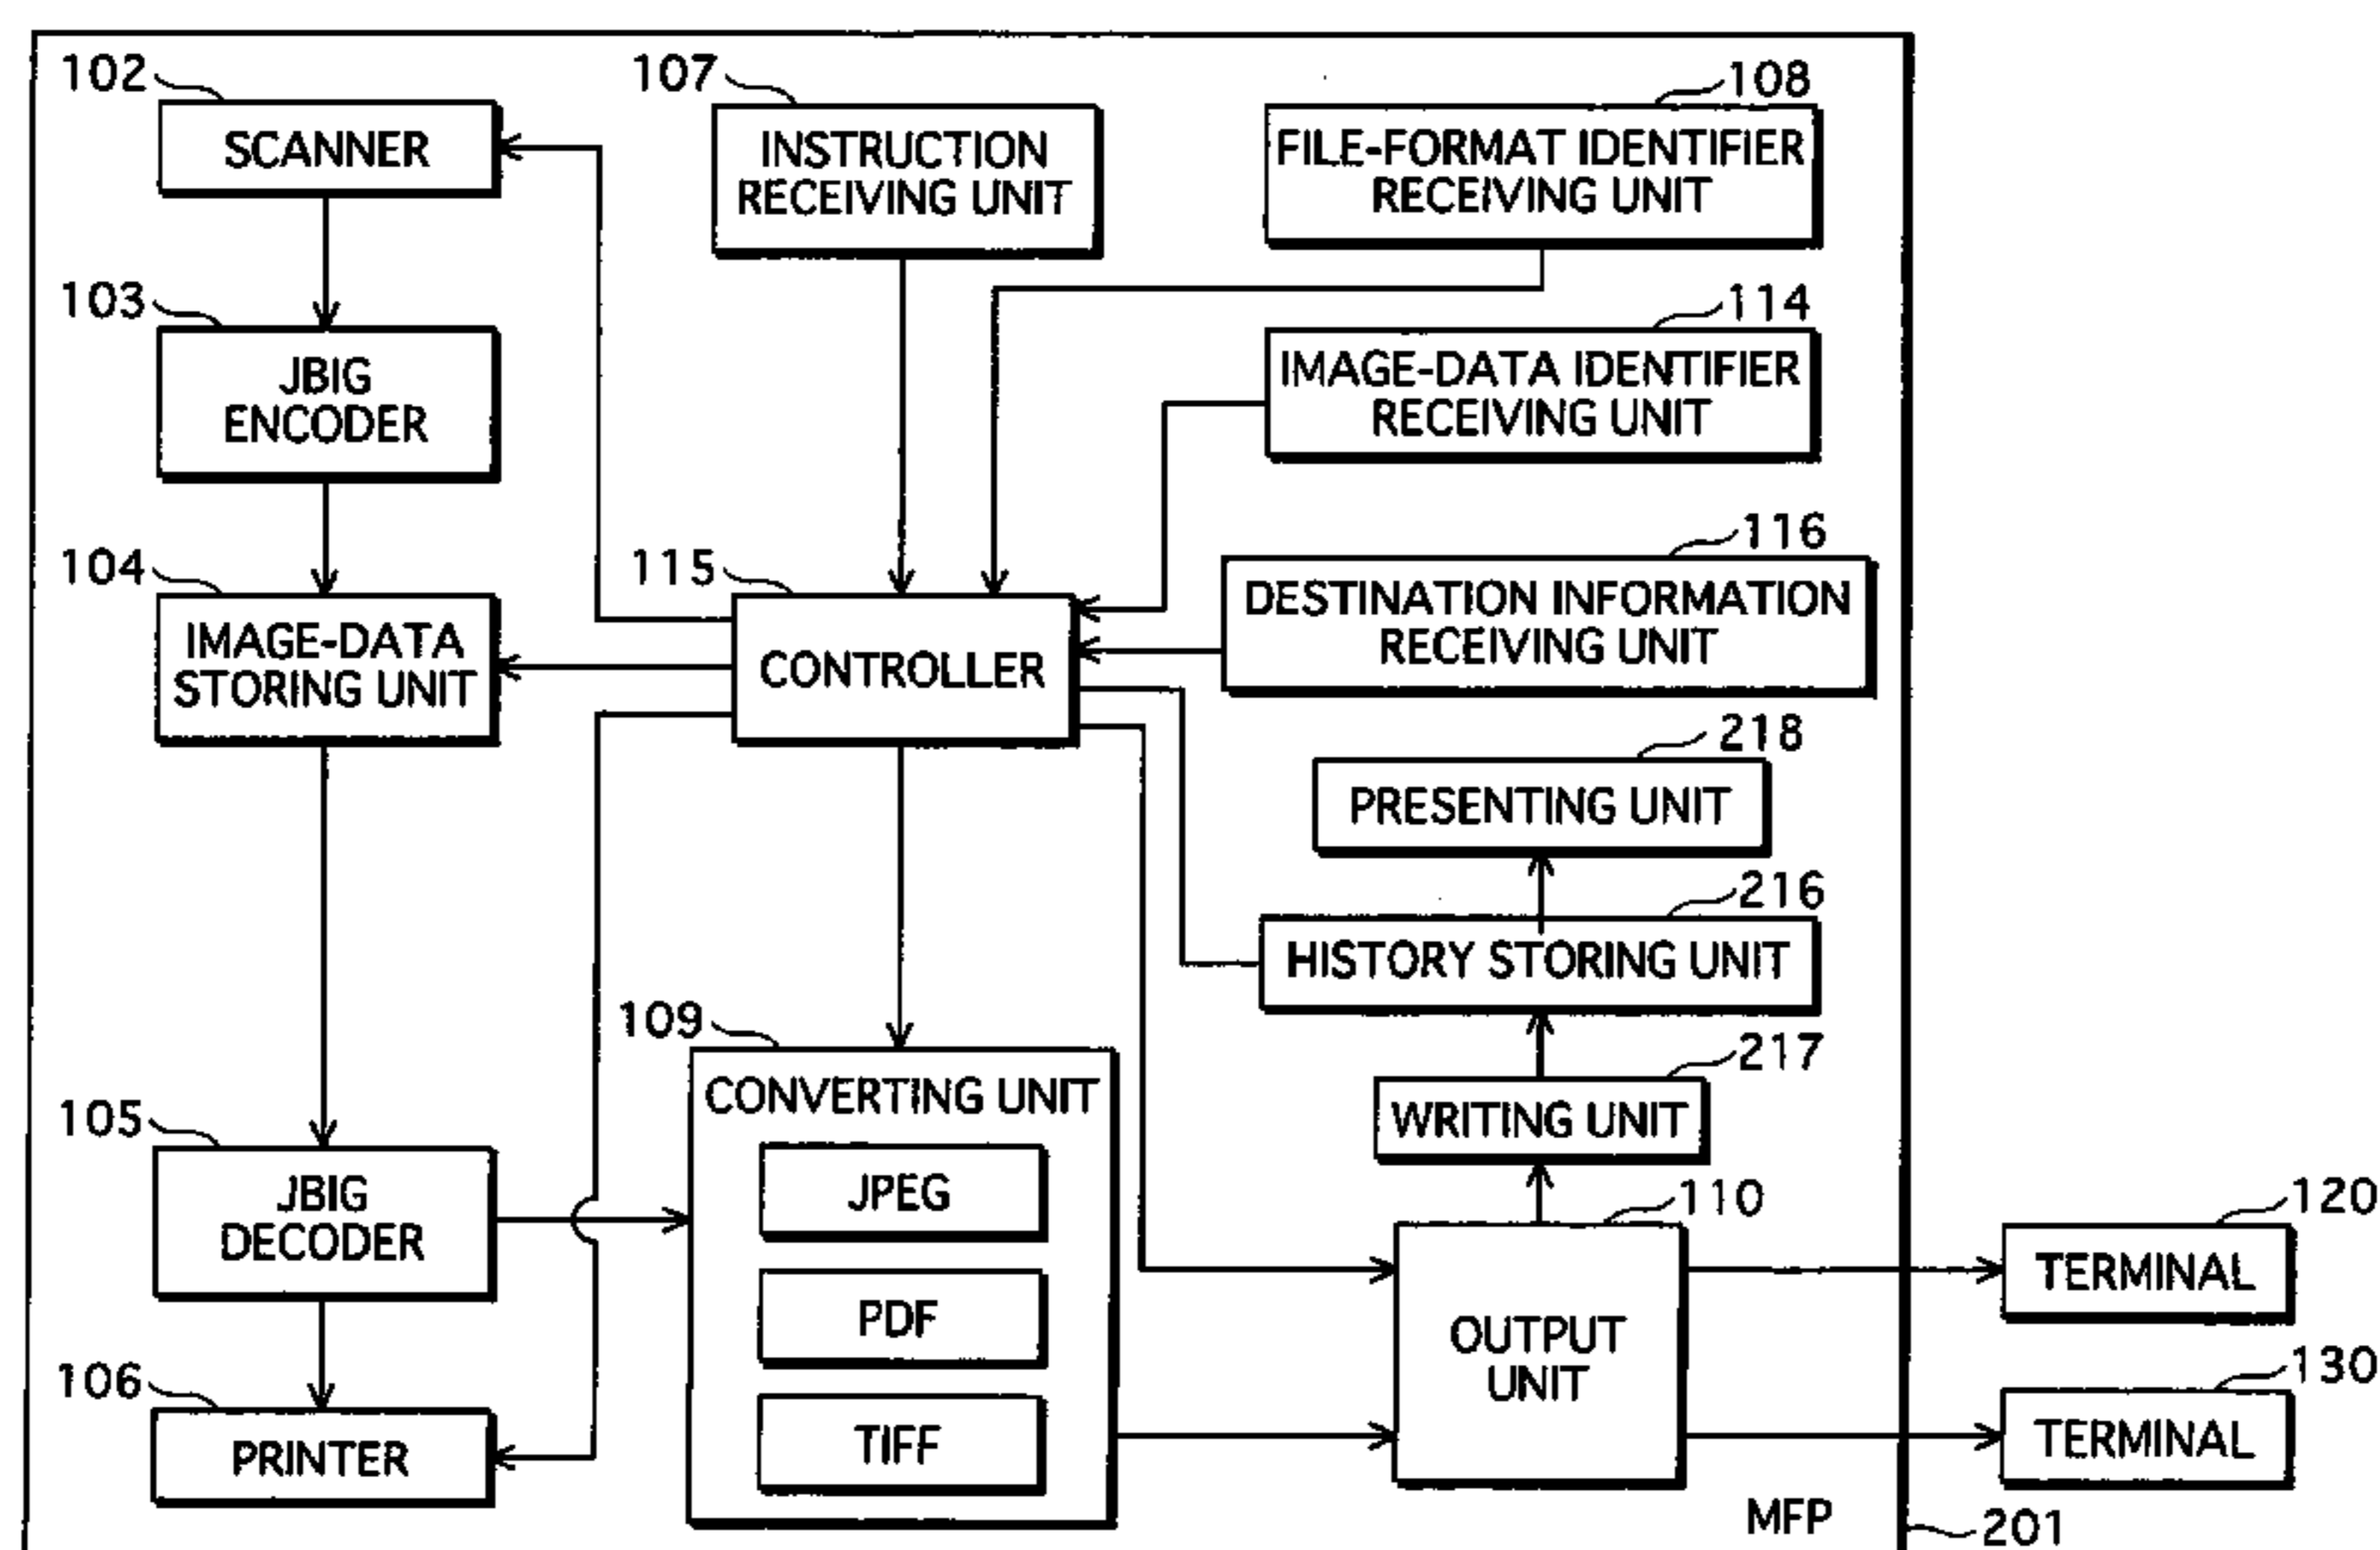 102
SCANNER
107
INSTRUCTION
RECEIVING UNIT
108
FILE-FORMAT IDENTIFIER
RECEIVING UNIT
103
JBIG
ENCODER
114
IMAGE-DATA IDENTIFIER
RECEIVING UNIT
104
IMAGE-DATA
STORING UNIT
115
CONTROLLER
116
DESTINATION INFORMATION
RECEIVING UNIT
218
PRESENTING UNIT
216
HISTORY STORING UNIT
217
WRITING UNIT
105
JBIG
DECODER
109
CONVERTING UNIT
JPEG
PDF
TIFF
110
OUTPUT
UNIT
120
TERMINAL
106
PRINTER
130
TERMINAL
MFP
201